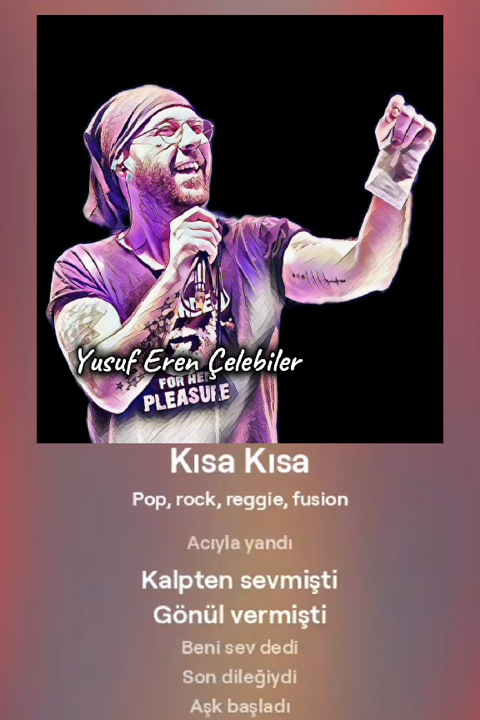 Yusuf Eren Çelebiler
FOR HER
PLEASURE
Kısa Kısa
Pop, rock, reggie, fusion
Acıyla yandı
Kalpten sevmişti
Gönül vermişti
Beni sev dedi
Son dileğiydi
Aşk başladı